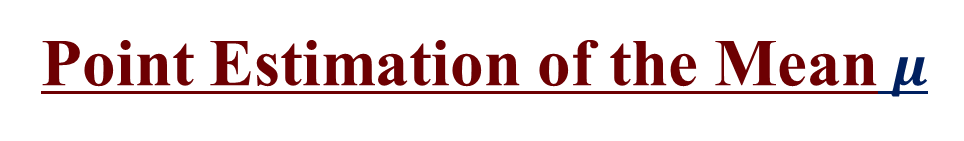 Point Estimation of the Mean μ